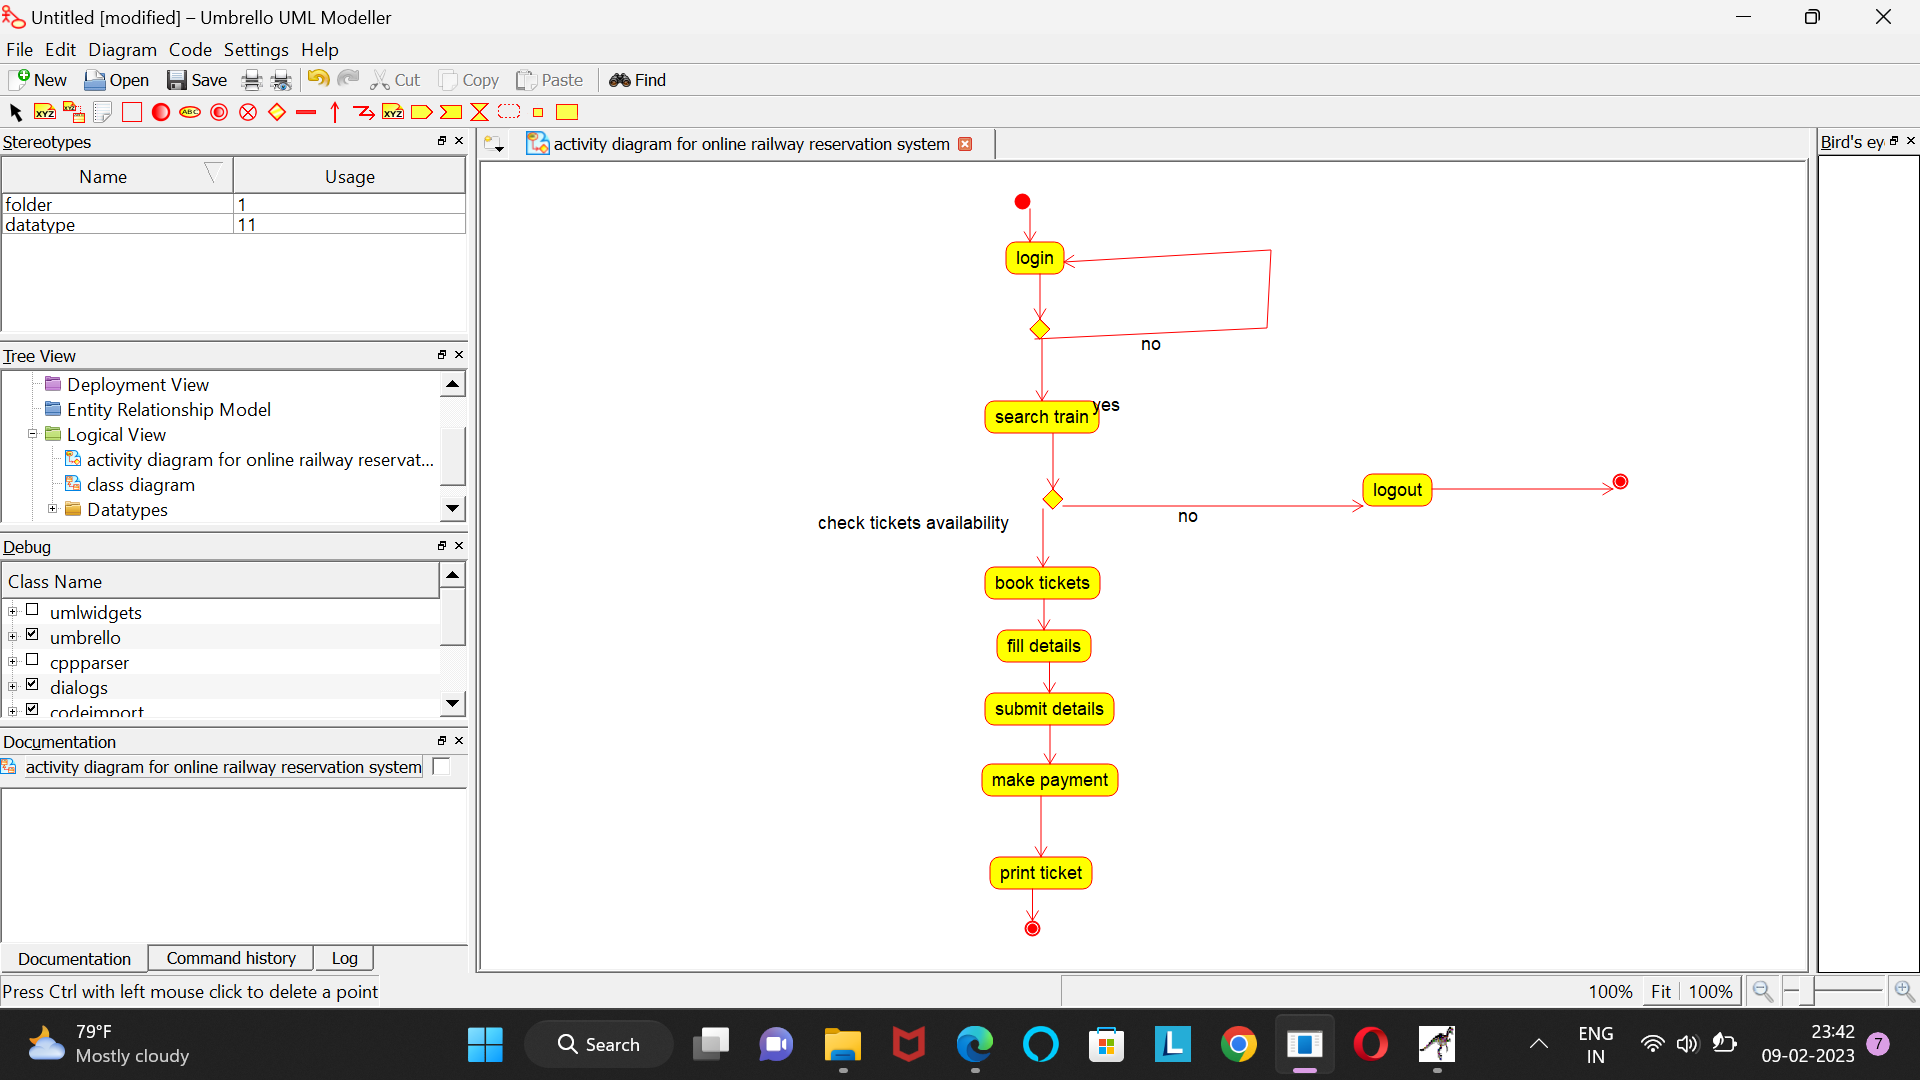 Untitled [modified] – Umbrello UML Modeller
File Edit Diagram Code Settings Help
New Open Save Cut Copy Paste Find
XYZ XYZ ABC XYZ
Stereotypes
Name Usage
folder 1
datatype 11
Tree View
Deployment View
Entity Relationship Model
Logical View
activity diagram for online railway reservat...
class diagram
Datatypes
Debug
Class Name
umlwidgets
umbrello
cppparser
dialogs
codeimport
Documentation
activity diagram for online railway reservation system
Documentation Command history Log
Press Ctrl with left mouse click to delete a point
activity diagram for online railway reservation system
login
no
yes
search train
logout
no
check tickets availability
book tickets
fill details
submit details
make payment
print ticket
Bird's ey
100% Fit 100%
79°F
Mostly cloudy
Search
L
ENG
IN
23:42
09-02-2023
7